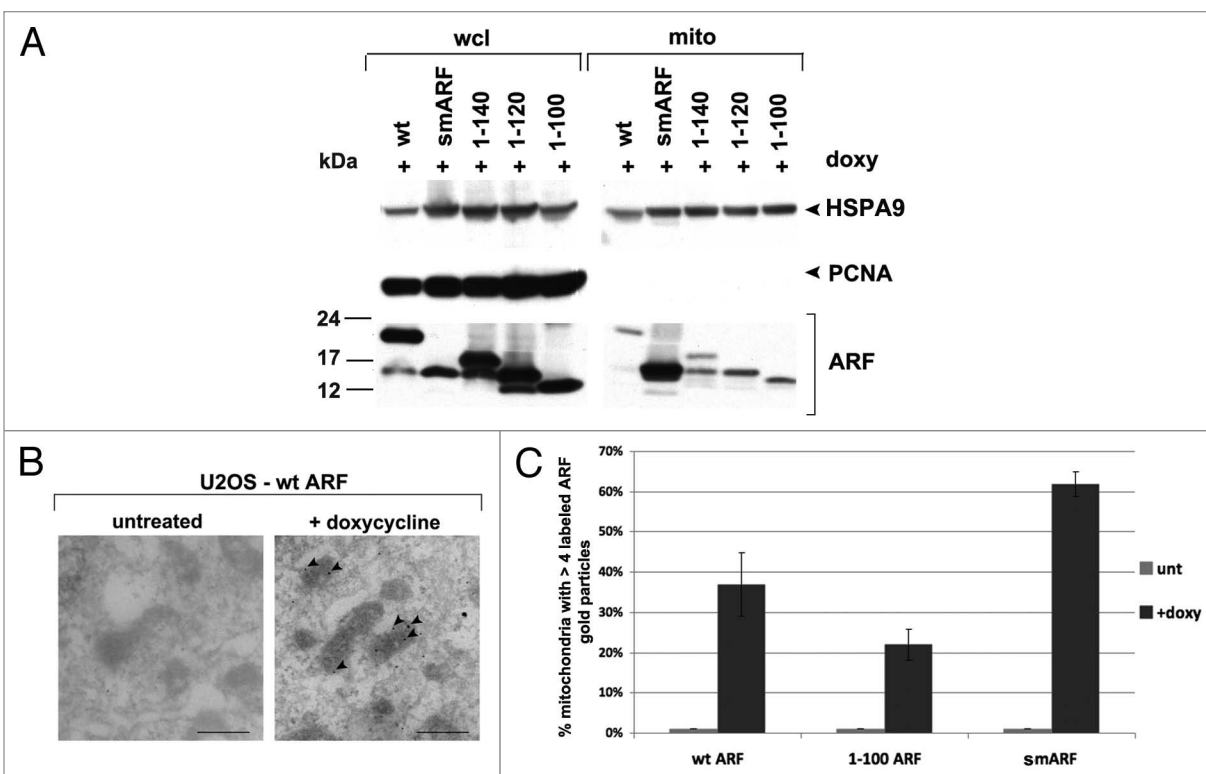 A
wcl mito
wt smARF 1-140 1-120 1-100 wt smARF 1-140 1-120 1-100
kDa + + + + + + + + + + doxy
HSPA9
PCNA
24
17
12
ARF
B
U2OS - wt ARF
untreated + doxycycline
C
% mitochondria with > 4 labeled ARF
gold particles
70%
60%
50%
40%
30%
20%
10%
0%
wt ARF 1-100 ARF smARF
unt
+doxy